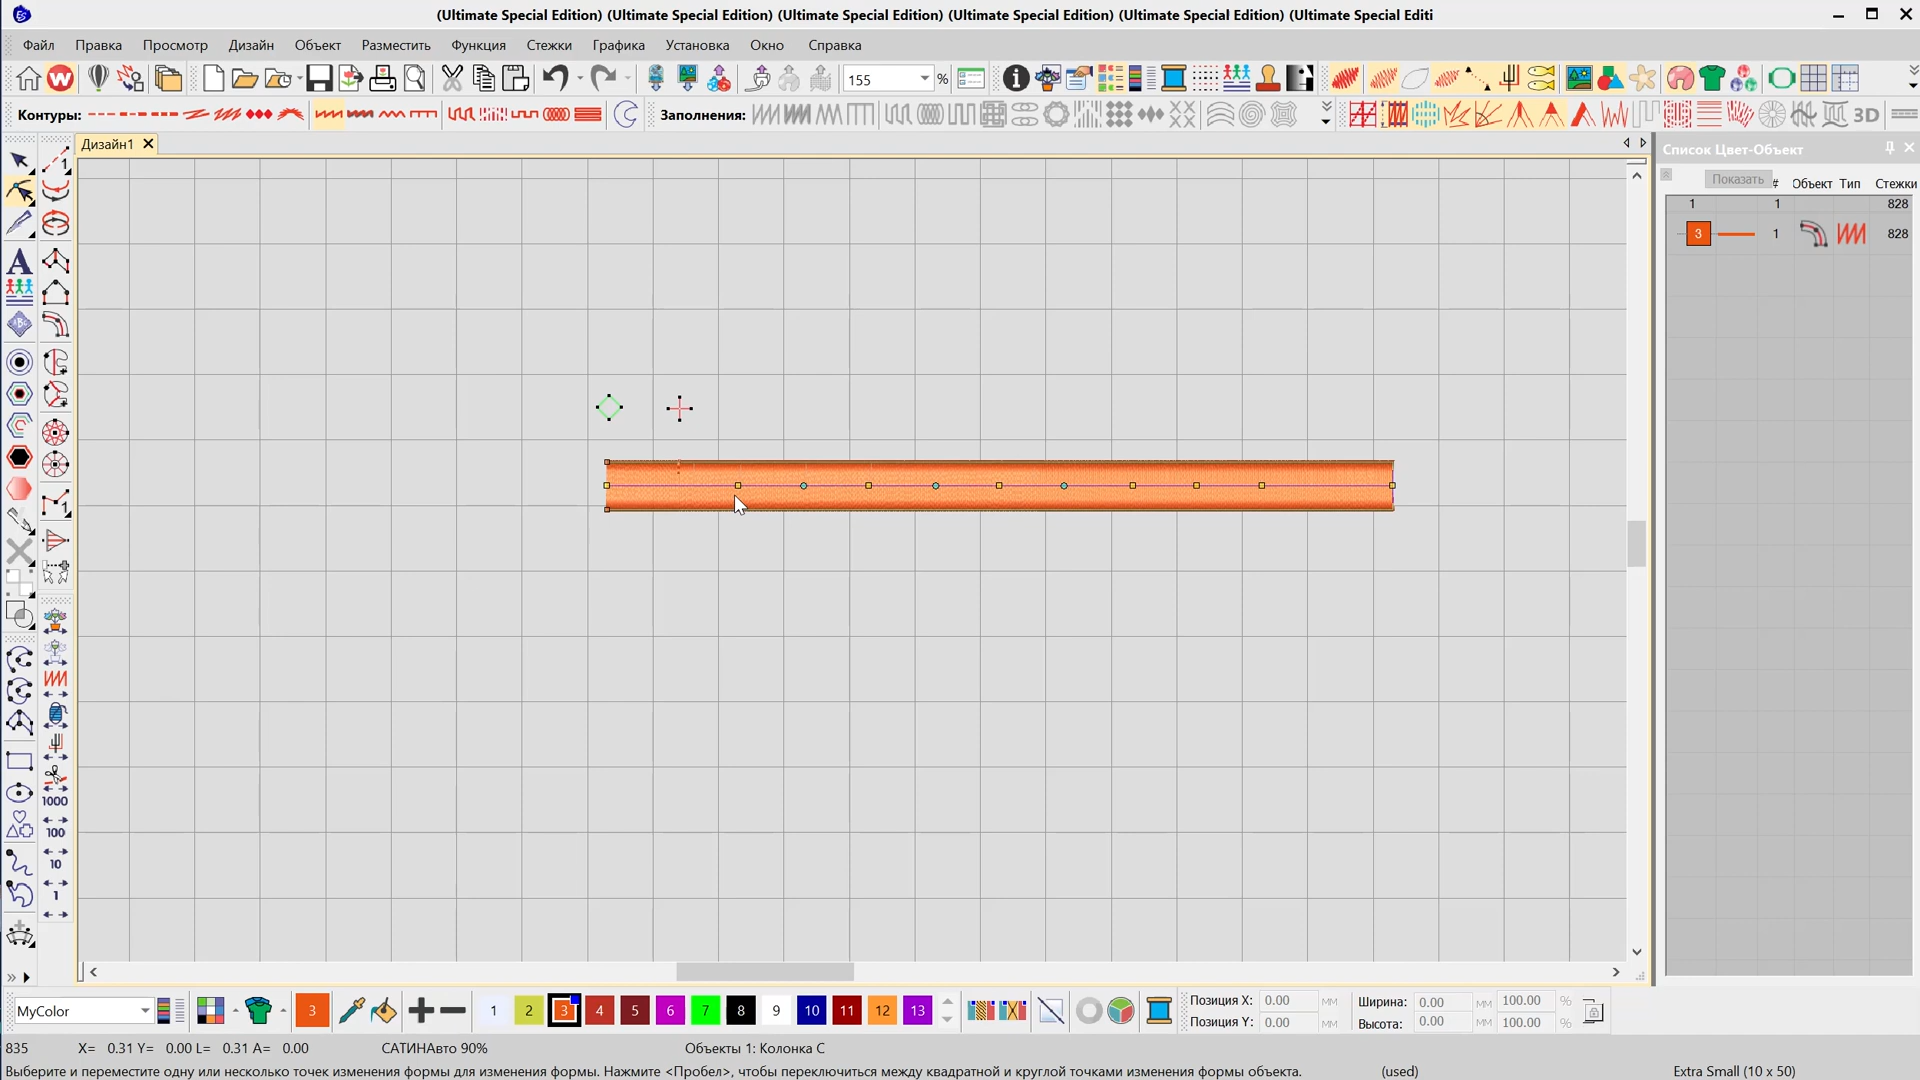 (Ultimate Special Edition) (Ultimate Special Edition) (Ultimate Special Edition) (Ultimate Special Edition) (Ultimate Special Edition) (Ultimate Special Editi
Файл Правка Просмотр Дизайн Объект Разместить Функция Стежки Графика Установка Окно Справка
155 %
Контуры: Заполнения: 3D
Дизайн1
Список Цвет-Объект
Показать # Объект Тип Стежки
1 1 828
3 1 828
1000
100
10
1
MyColor 3 1 2 3 4 5 6 7 8 9 10 11 12 13
Позиция X: 0.00 мм Ширина: 0.00 мм 100.00 %
Позиция Y: 0.00 мм Высота: 0.00 мм 100.00 %
835 X= 0.31 Y= 0.00 L= 0.31 A= 0.00 САТИНАвто 90% Объекты 1: Колонка C
Выберите и переместите одну или несколько точек изменения формы для изменения формы. Нажмите <Пробел>, чтобы переключиться между квадратной и круглой точками изменения формы объекта. (used) Extra Small (10 x 50)